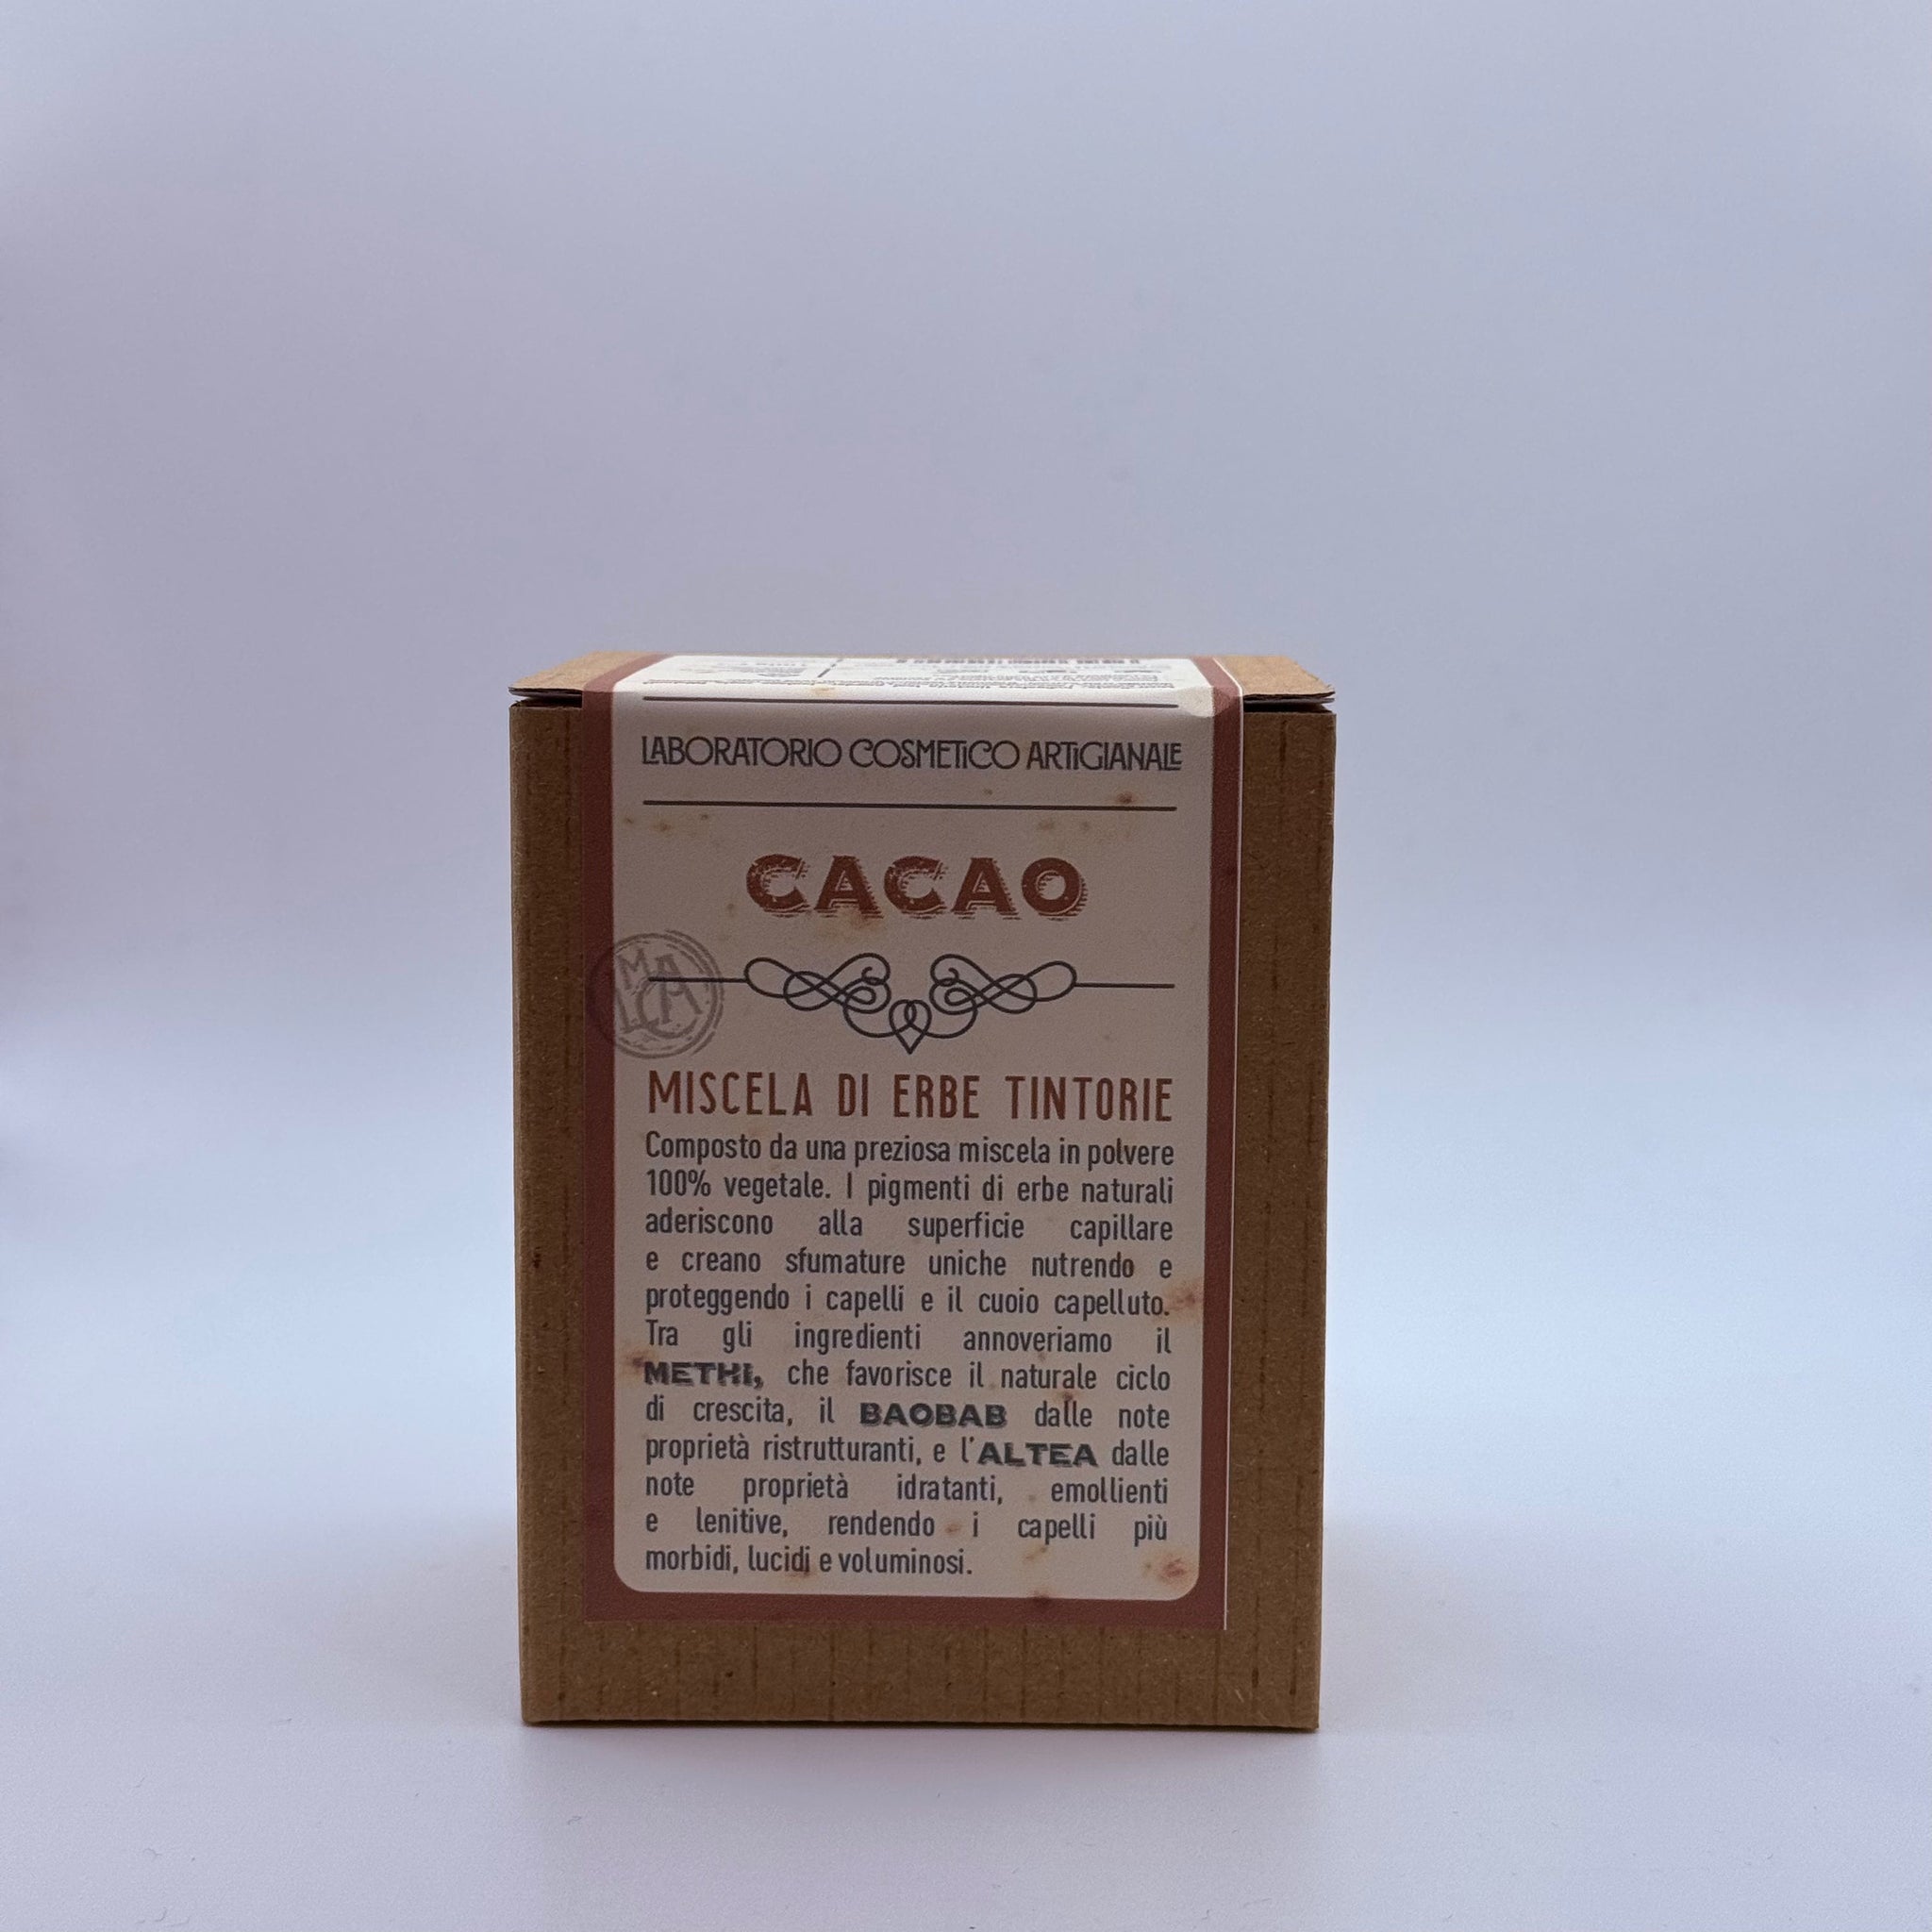 LABORATORIO COSMETICO ARTIGIANALE
CACAO
MALCA
MISCELA DI ERBE TINTORIE
Composto da una preziosa miscela in polvere
100% vegetale. I pigmenti di erbe naturali
aderiscono alla superficie capillare
e creano sfumature uniche nutrendo e
proteggendo i capelli e il cuoio capelluto.
Tra gli ingredienti annoveriamo il
METHI, che favorisce il naturale ciclo
di crescita, il BAOBAB dalle note
proprietà ristrutturanti, e l'ALTEA dalle
note proprietà idratanti, emollienti
e lenitive, rendendo i capelli più
morbidi, lucidi e voluminosi.